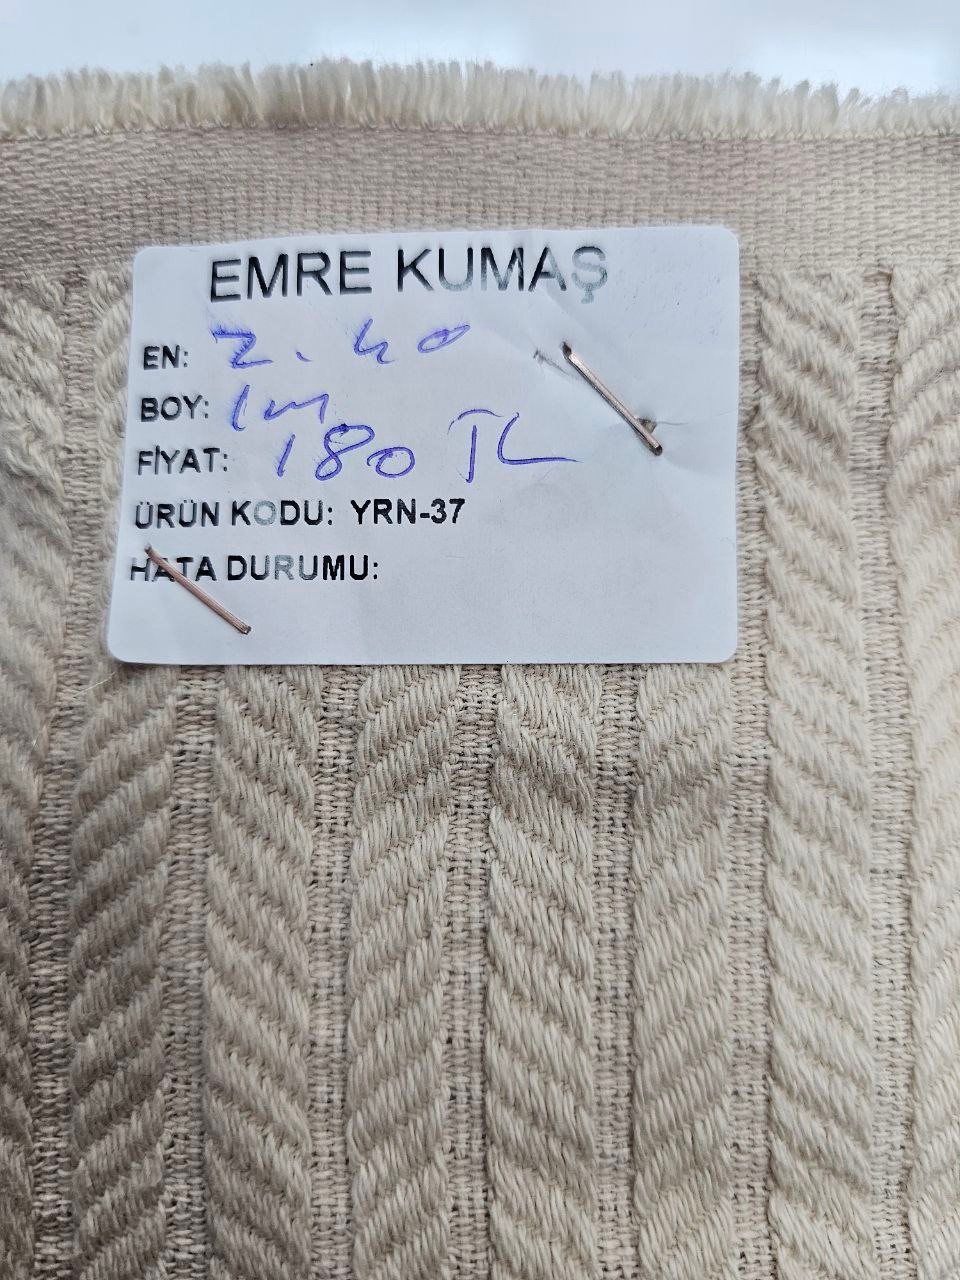 EMRE KUMAŞ
EN: 2.40
BOY: 1m
FİYAT: 180 TL
ÜRÜN KODU: YRN-37
HATA DURUMU: